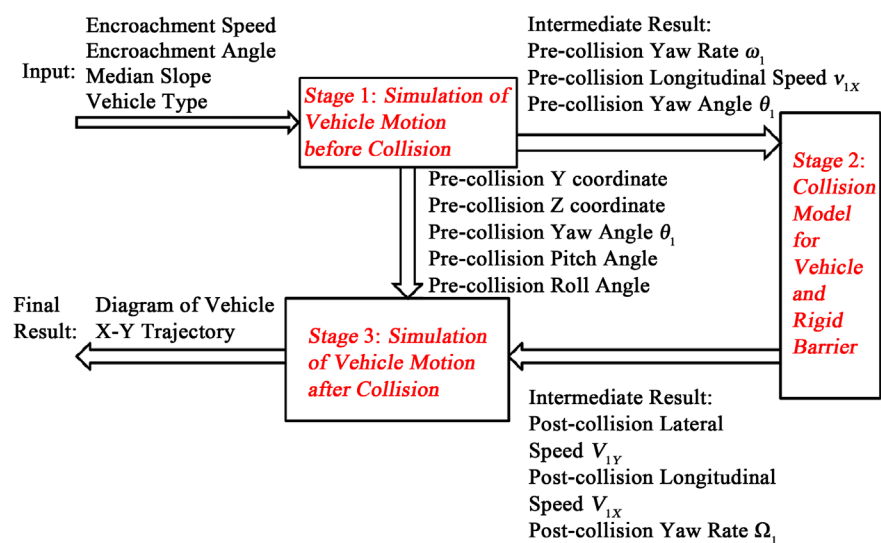 Input:
Encroachment Speed
Encroachment Angle
Median Slope
Vehicle Type
Stage 1: Simulation of
Vehicle Motion
before Collision
Intermediate Result:
Pre-collision Yaw Rate ω₁
Pre-collision Longitudinal Speed v₁X
Pre-collision Yaw Angle θ₁
Stage 2:
Collision
Model
for
Vehicle
and
Rigid
Barrier
Pre-collision Y coordinate
Pre-collision Z coordinate
Pre-collision Yaw Angle θ₁
Pre-collision Pitch Angle
Pre-collision Roll Angle
Intermediate Result:
Post-collision Lateral
Speed V₁Y
Post-collision Longitudinal
Speed V₁X
Post-collision Yaw Rate Ω₁
Stage 3: Simulation
of Vehicle Motion
after Collision
Final
Result:
Diagram of Vehicle
X-Y Trajectory